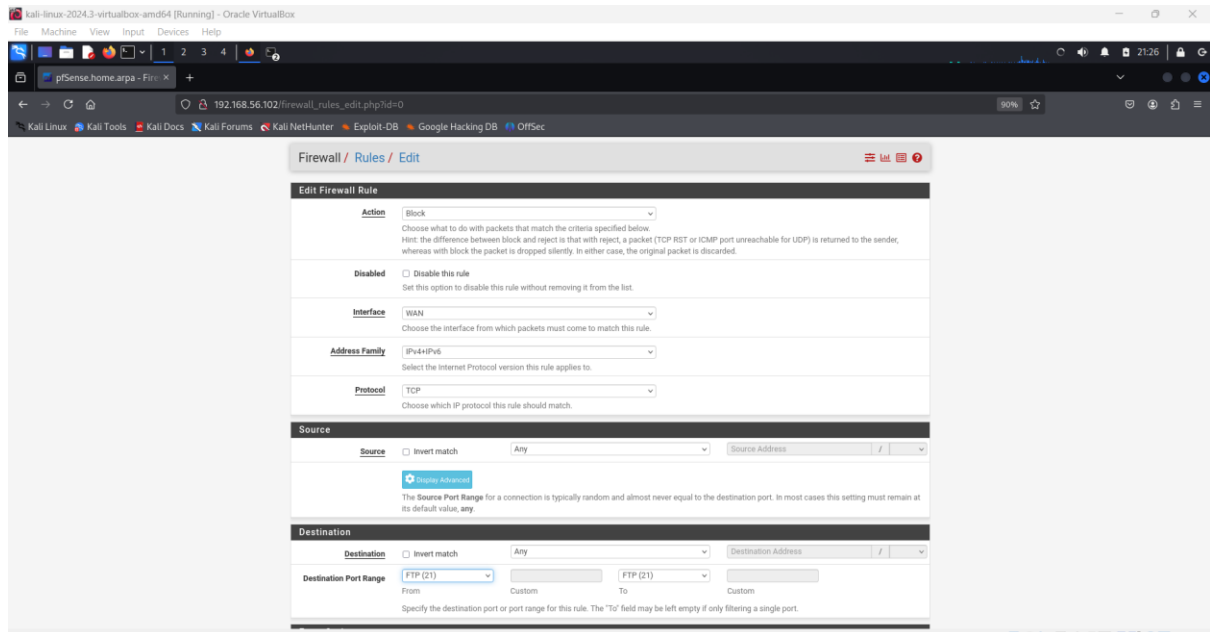 kali-linux-2024.3-virtualbox-amd64 [Running] - Oracle VirtualBox
File Machine View Input Devices Help
1 2 3 4 21:26
pfSense.home.arpa - Fire
192.168.56.102/firewall_rules_edit.php?id=0 90%
Kali Linux Kali Tools Kali Docs Kali Forums Kali NetHunter Exploit-DB Google Hacking DB OffSec
Firewall / Rules / Edit
Edit Firewall Rule
Action Block
Choose what to do with packets that match the criteria specified below.
Hint: the difference between block and reject is that with reject, a packet (TCP RST or ICMP port unreachable for UDP) is returned to the sender,
whereas with block the packet is dropped silently. In either case, the original packet is discarded.
Disabled Disable this rule
Set this option to disable this rule without removing it from the list.
Interface WAN
Choose the interface from which packets must come to match this rule.
Address Family IPv4+IPv6
Select the Internet Protocol version this rule applies to.
Protocol TCP
Choose which IP protocol this rule should match.
Source
Source Invert match Any Source Address /
Display Advanced
The Source Port Range for a connection is typically random and almost never equal to the destination port. In most cases this setting must remain at
its default value, any.
Destination
Destination Invert match Any Destination Address /
Destination Port Range FTP (21) FTP (21)
From Custom To Custom
Specify the destination port or port range for this rule. The "To" field may be left empty if only filtering a single port.